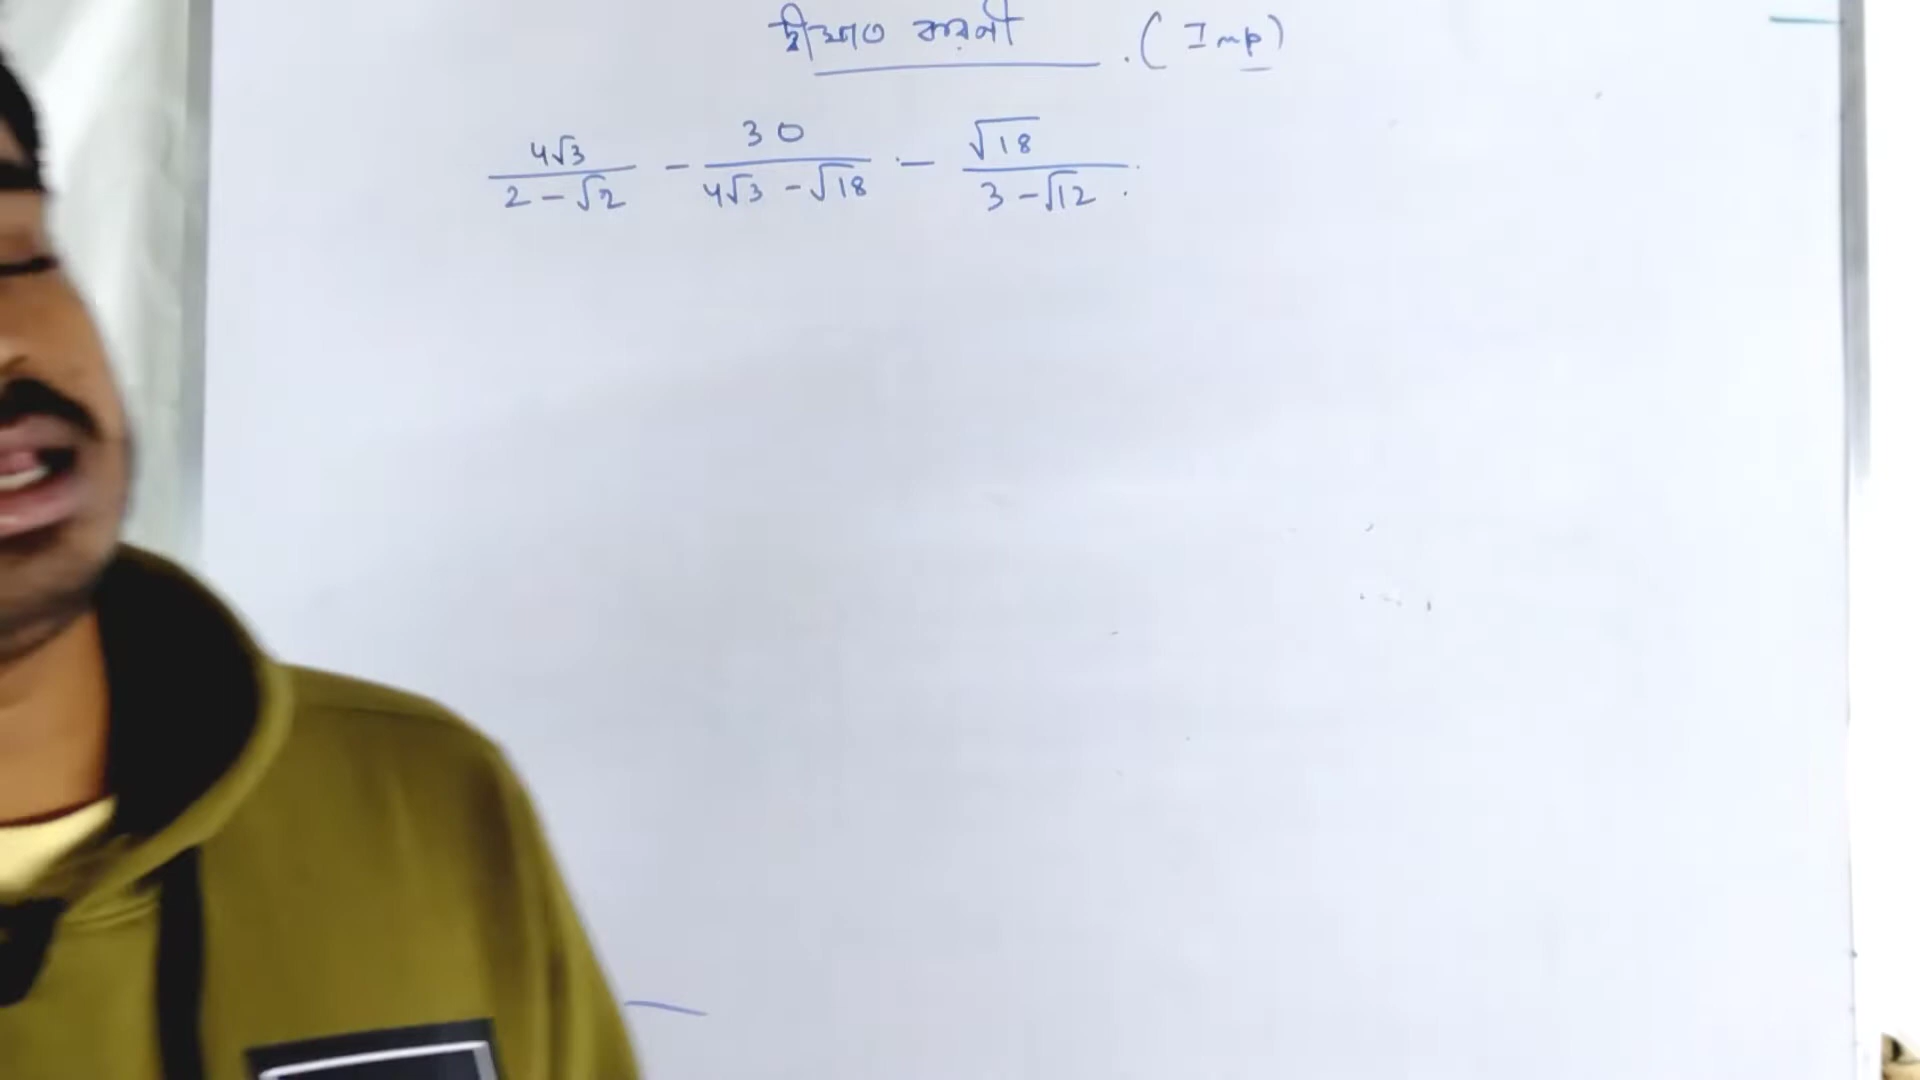 দ্বীঘাত করণী . (Imp)
4√3 / 2 - √2 - 30 / 4√3 - √18 - √18 / 3 - √12